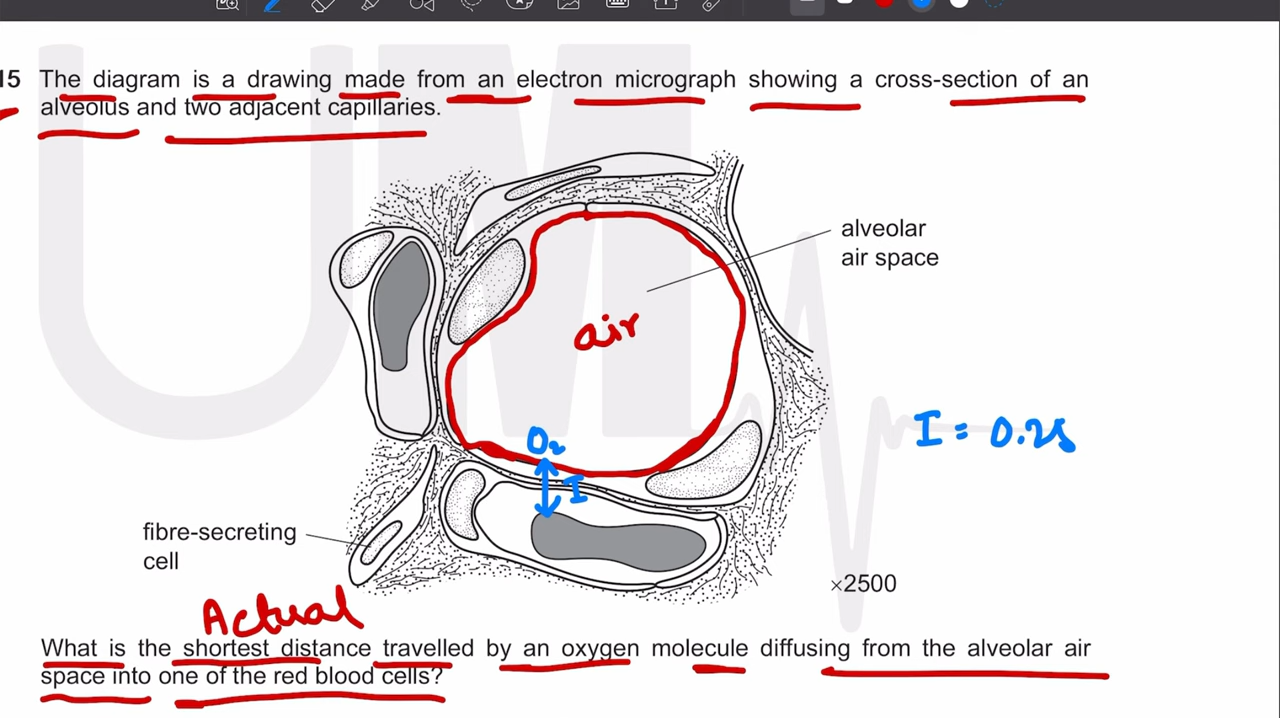 15 The diagram is a drawing made from an electron micrograph showing a cross-section of an
alveolus and two adjacent capillaries.
alveolar
air space
air
O₂
I
I = 0.25
fibre-secreting
cell
×2500
Actual
What is the shortest distance travelled by an oxygen molecule diffusing from the alveolar air
space into one of the red blood cells?